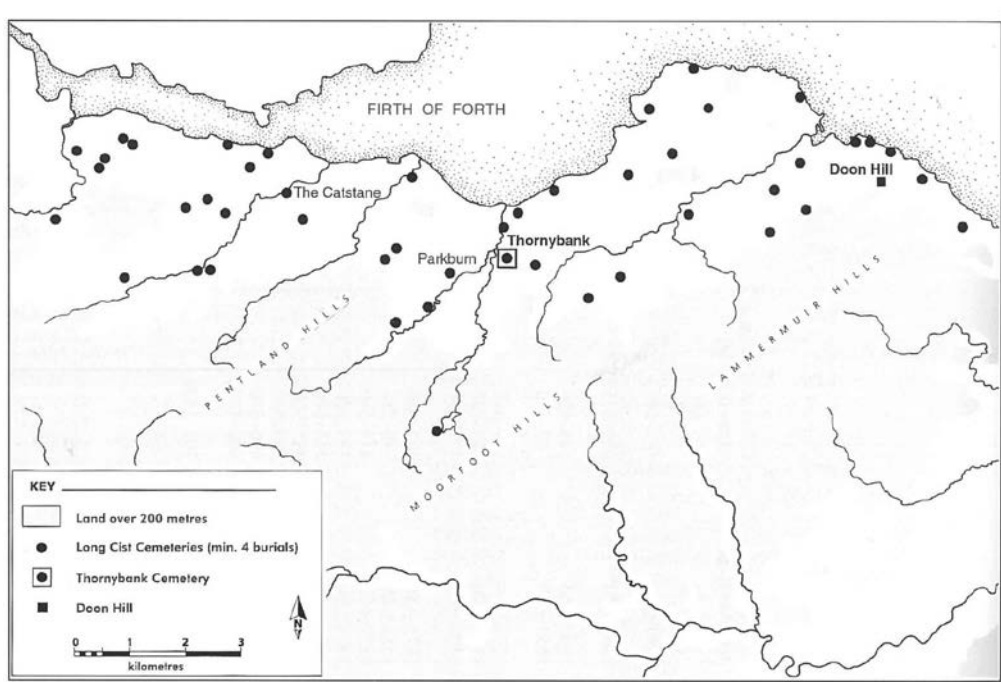 FIRTH OF FORTH
The Catstane
Doon Hill
Thornybank
Parkburn
PENTLAND HILLS
LAMMERMUIR HILLS
MOORFOOT HILLS
KEY
Land over 200 metres
Long Cist Cemeteries (min. 4 burials)
Thornybank Cemetery
Doon Hill
N
0 1 2 3
kilometres